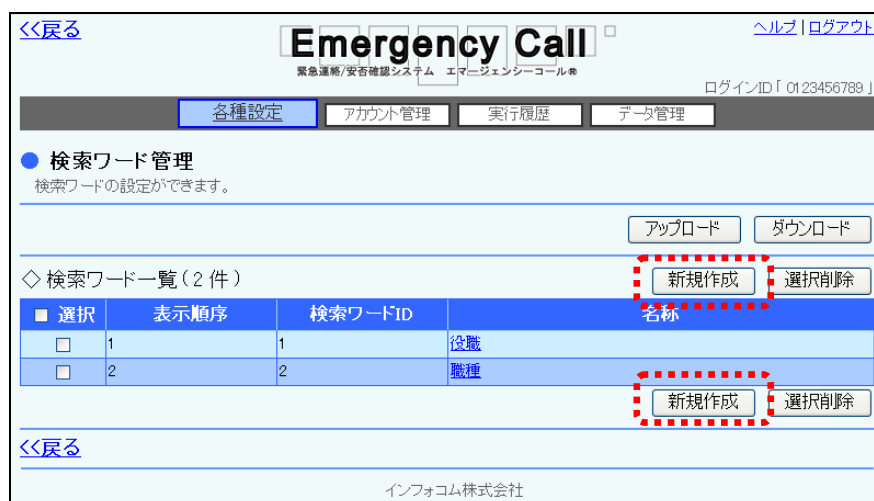 <<戻る
Emergency Call
緊急連絡/安否確認システム エマージェンシーコール®
ヘルプ | ログアウト
ログインID「 0123456789 」
各種設定 アカウント管理 実行履歴 データ管理
● 検索ワード管理
検索ワードの設定ができます。
アップロード ダウンロード
◇ 検索ワード一覧(2件)
新規作成 選択削除
選択 表示順序 検索ワードID 名称
1 1 役職
2 2 職種
新規作成 選択削除
<<戻る
インフォコム株式会社